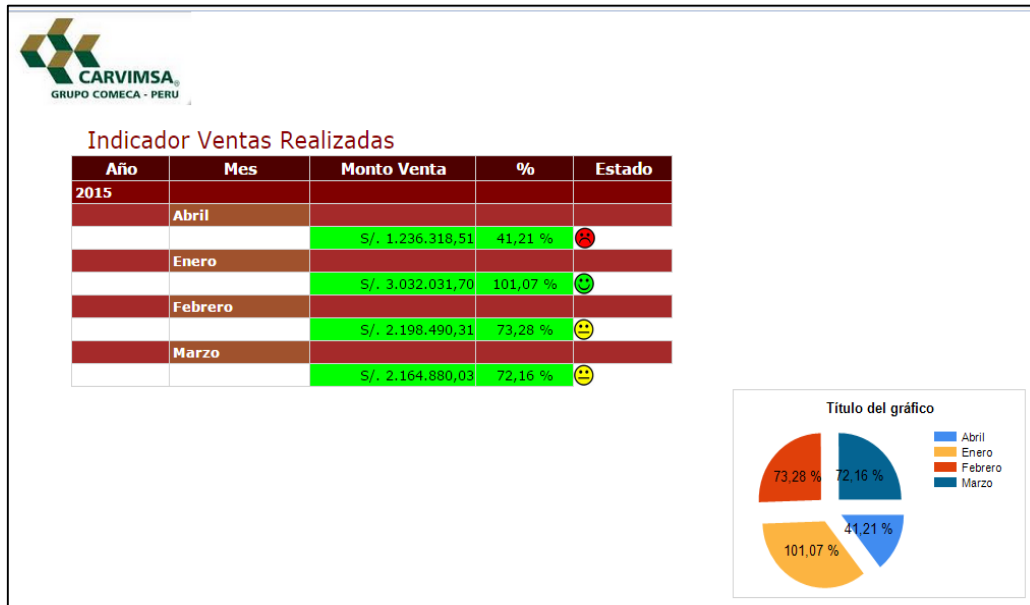 CARVIMSA®
GRUPO COMECA - PERU
Indicador Ventas Realizadas
Año Mes Monto Venta % Estado
2015
Abril
S/. 1.236.318,51 41,21 %
Enero
S/. 3.032.031,70 101,07 %
Febrero
S/. 2.198.490,31 73,28 %
Marzo
S/. 2.164.880,03 72,16 %
Título del gráfico
Abril
Enero
Febrero
Marzo
73,28 % 72,16 %
41,21 %
101,07 %